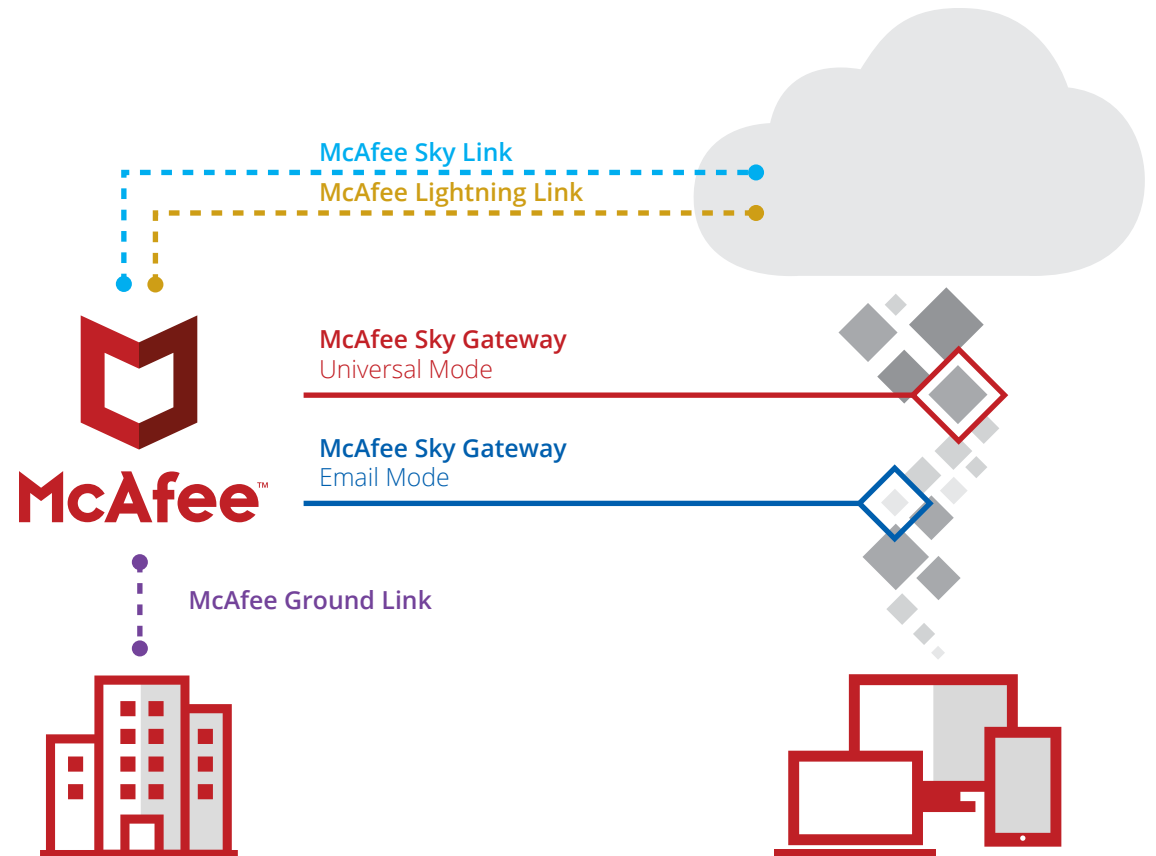 McAfee Sky Link
McAfee Lightning Link
McAfee Sky Gateway
Universal Mode
McAfee Sky Gateway
Email Mode
McAfee™
McAfee Ground Link